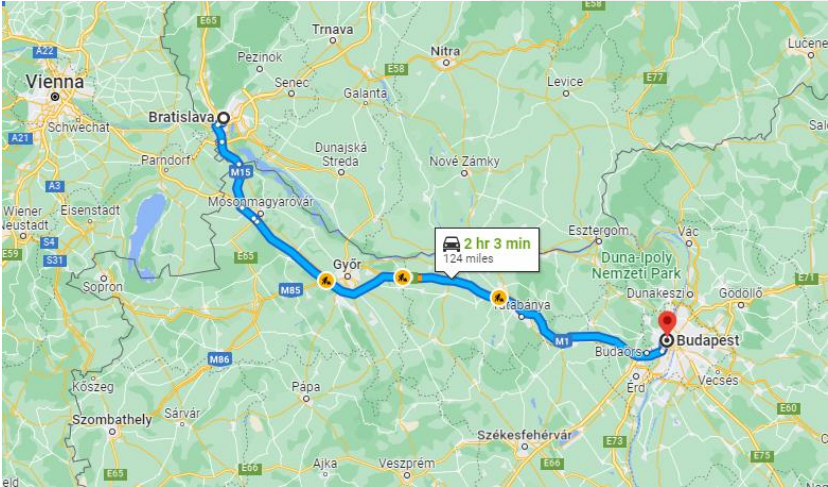 E65
E58
Trnava
Lučene
A22
Pezinok
Nitra
E58
E77
Vienna
Senec
Levice
Galanta
Bratislava
Schwechat
A21
Dunajská
Streda
Parndorf
M15
Nové Zámky
A3
Mosonmagyaróvár
Wiener
Neustadt
Eisenstadt
Esztergom
Vác
S4
E59
S31
E65
2 hr 3 min
124 miles
Győr
Duna-Ipoly
Nemzeti Park
E71
Sopron
M85
Dunakeszi
Gödöllő
Tatabánya
M1
Budapest
Budaörs
M86
Kőszeg
Pápa
Érd
Vecsés
Szombathely
Sárvár
E60
Székesfehérvár
E73
E65
E66
Ajka
Veszprém
E66
E75